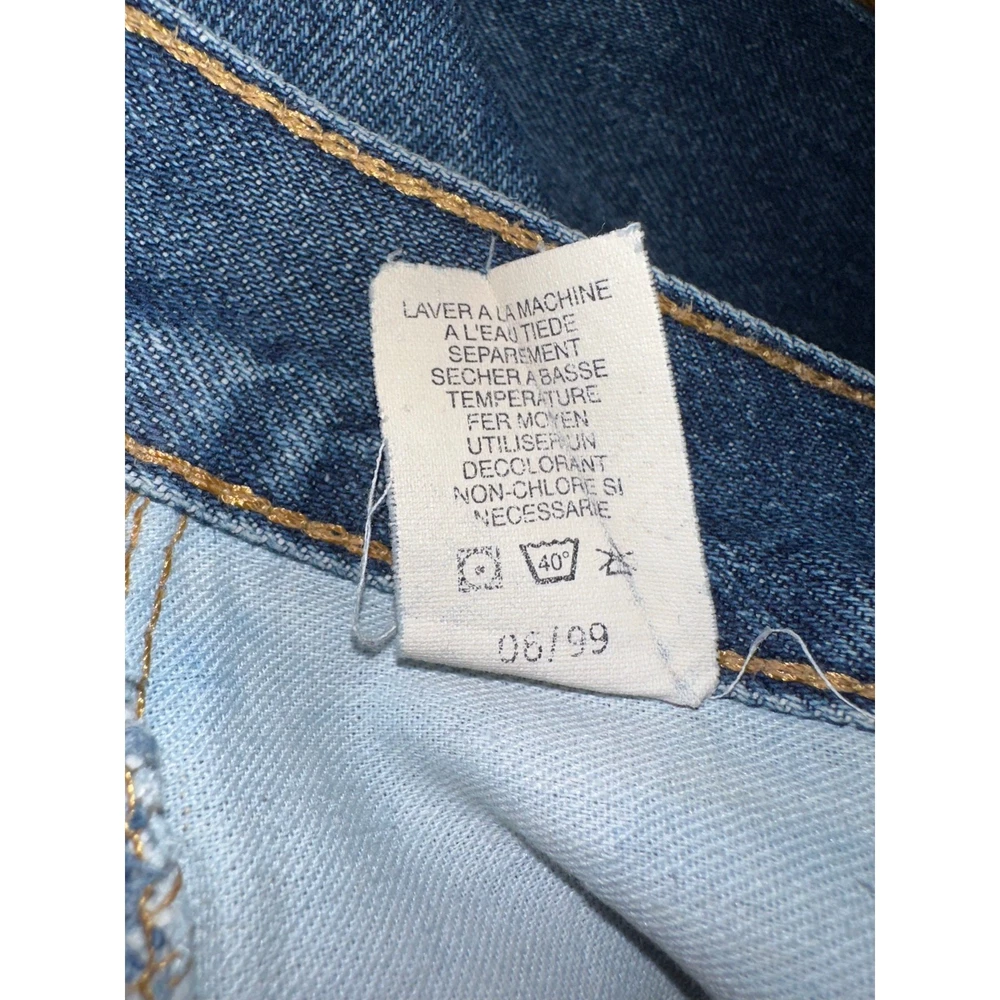 LAVER A LA MACHINE
A L'EAU TIEDE
SEPAREMENT
SECHER A BASSE
TEMPERATURE
FER MOYEN
UTILISER UN
DECOLORANT
NON-CHLORE SI
NECESSARIE
40°
06/99